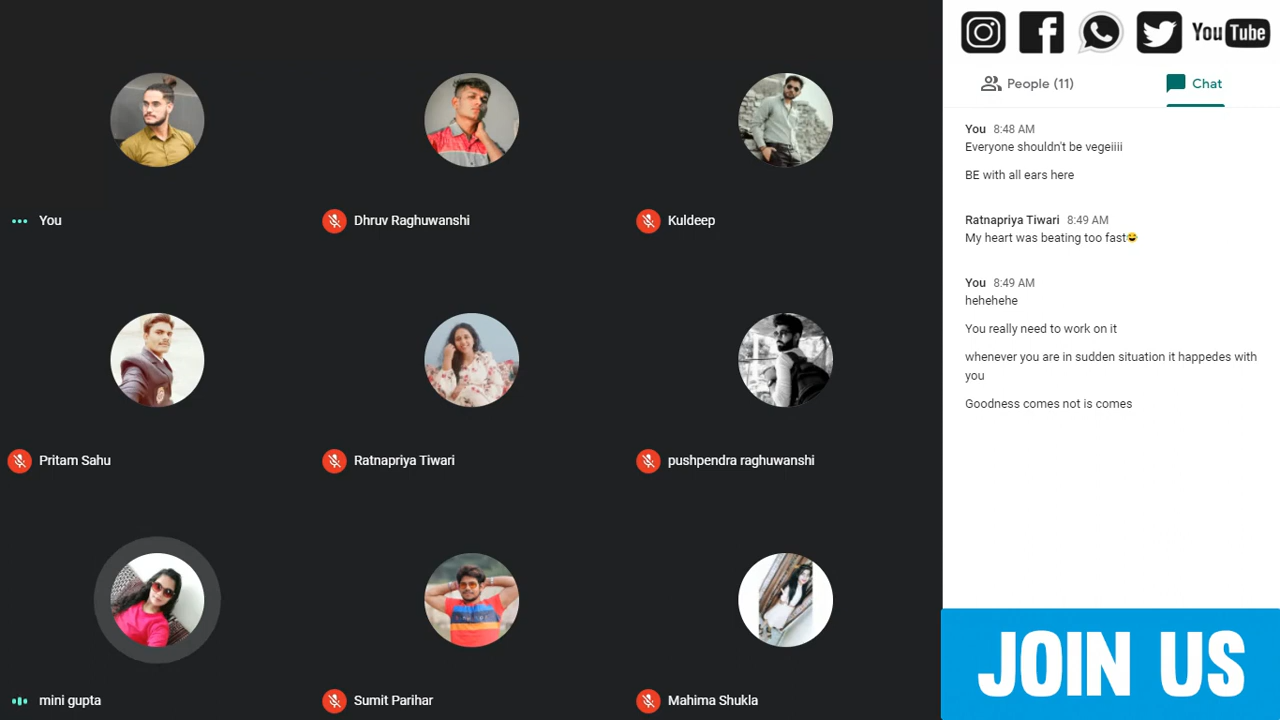 You Tube
People (11)
Chat
You 8:48 AM
Everyone shouldn't be vegeiiii
BE with all ears here
Ratnapriya Tiwari 8:49 AM
My heart was beating too fast😂
You 8:49 AM
hehehehe
You really need to work on it
whenever you are in sudden situation it happedes with
you
Goodness comes not is comes
You
Dhruv Raghuwanshi
Kuldeep
Pritam Sahu
Ratnapriya Tiwari
pushpendra raghuwanshi
mini gupta
Sumit Parihar
Mahima Shukla
JOIN US